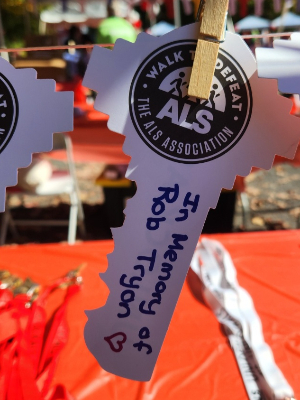 WALK TO DEFEAT
ALS
THE ALS ASSOCIATION
In Memory of
Rob Tryon